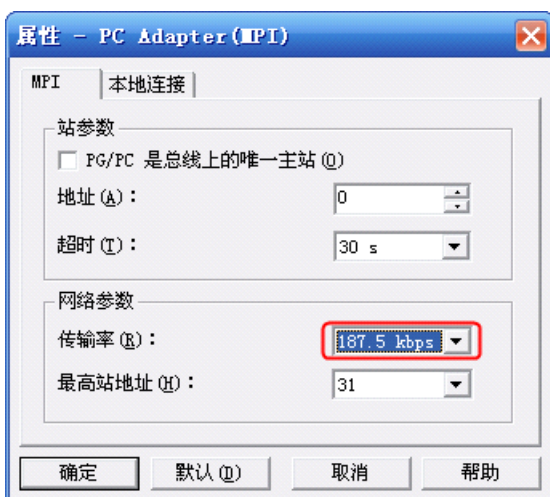 属性 - PC Adapter(MPI)
MPI 本地连接
站参数
PG/PC 是总线上的唯一主站(O)
地址(A): 0
超时(T): 30 s
网络参数
传输率(R): 187.5 kbps
最高站地址(H): 31
确定 默认(D) 取消 帮助